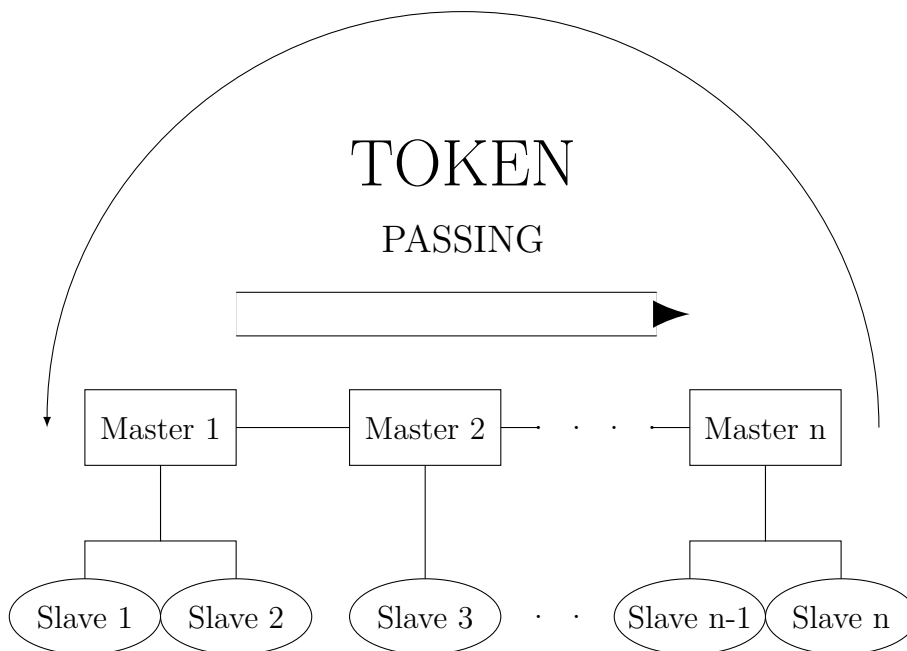 TOKEN
PASSING
Master 1 Master 2 · · · · Master n
Slave 1 Slave 2 Slave 3 · · Slave n-1 Slave n